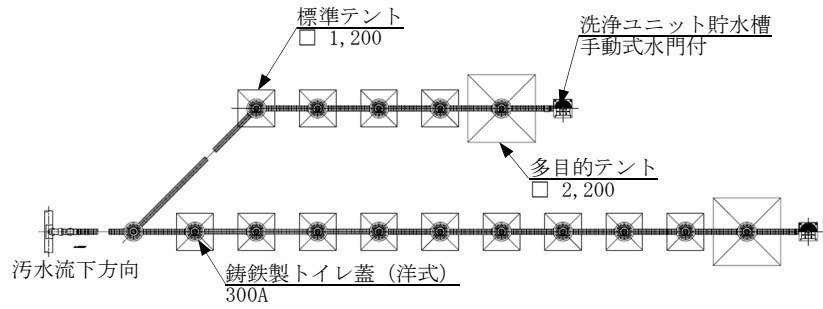 標準テント
□ 1,200
洗浄ユニット貯水槽
手動式水門付
多目的テント
□ 2,200
汚水流下方向
鋳鉄製トイレ蓋（洋式）
300A